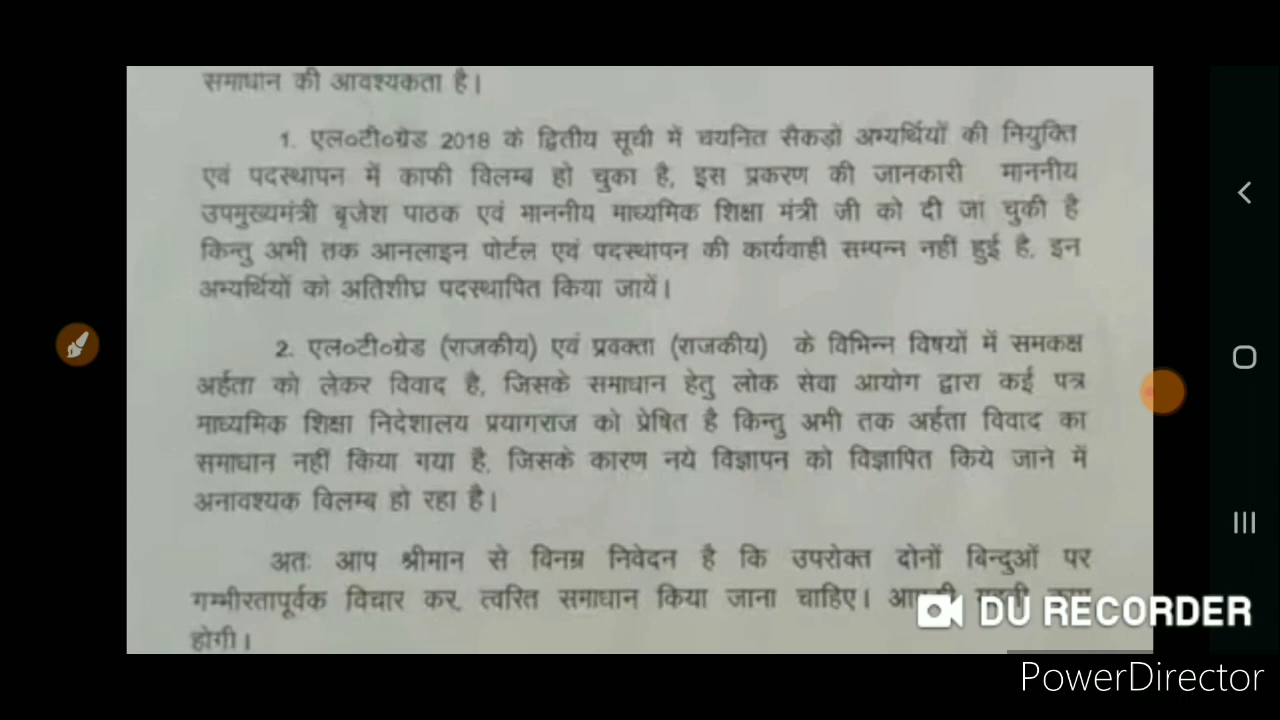 समाधान की आवश्यकता है।
1. एल०टी०ग्रेड 2018 के द्वितीय सूची में चयनित सैकड़ों अभ्यर्थियों की नियुक्ति
एवं पदस्थापन में काफी विलम्ब हो चुका है, इस प्रकरण की जानकारी माननीय
उपमुख्यमंत्री बृजेश पाठक एवं माननीय माध्यमिक शिक्षा मंत्री जी को दी जा चुकी है
किन्तु अभी तक आनलाइन पोर्टल एवं पदस्थापन की कार्यवाही सम्पन्न नहीं हुई है, इन
अभ्यर्थियों को अतिशीघ्र पदस्थापित किया जायें।
2. एल०टी०ग्रेड (राजकीय) एवं प्रवक्ता (राजकीय) के विभिन्न विषयों में समकक्ष
अर्हता को लेकर विवाद है, जिसके समाधान हेतु लोक सेवा आयोग द्वारा कई पत्र
माध्यमिक शिक्षा निदेशालय प्रयागराज को प्रेषित है किन्तु अभी तक अर्हता विवाद का
समाधान नहीं किया गया है, जिसके कारण नये विज्ञापन को विज्ञापित किये जाने में
अनावश्यक विलम्ब हो रहा है।
अतः आप श्रीमान से विनम्र निवेदन है कि उपरोक्त दोनों बिन्दुओं पर
गम्भीरतापूर्वक विचार कर, त्वरित समाधान किया जाना चाहिए।
होगी।
DU RECORDER
PowerDirector